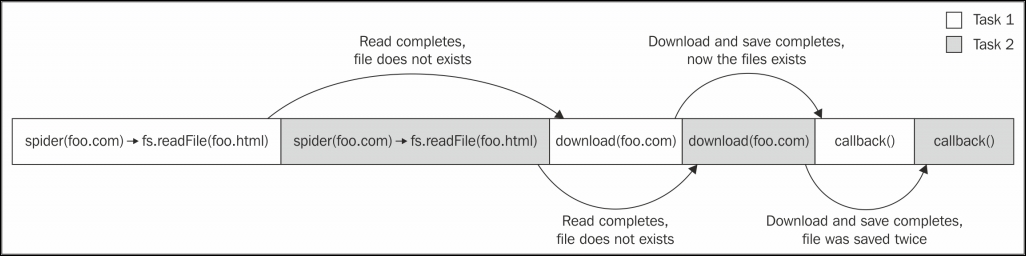 Task 1
Task 2
Read completes,
file does not exists
Download and save completes,
now the files exists
spider(foo.com) → fs.readFile(foo.html)
spider(foo.com) → fs.readFile(foo.html)
download(foo.com)
download(foo.com)
callback()
callback()
Read completes,
file does not exists
Download and save completes,
file was saved twice